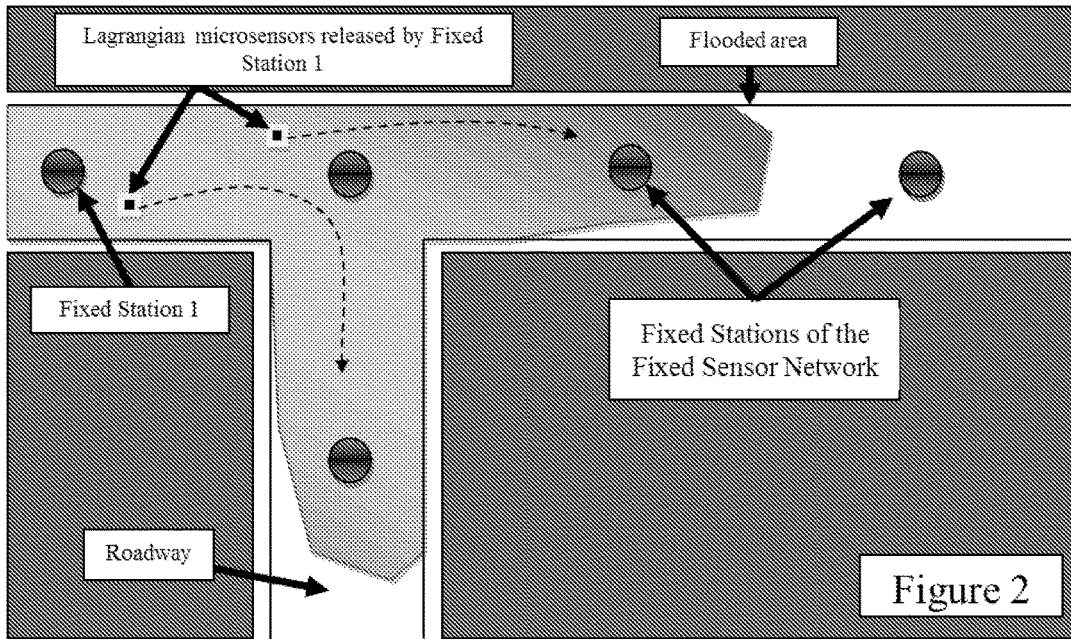 Lagrangian microsensors released by Fixed
Station 1
Flooded area
Fixed Station 1
Fixed Stations of the
Fixed Sensor Network
Roadway
Figure 2